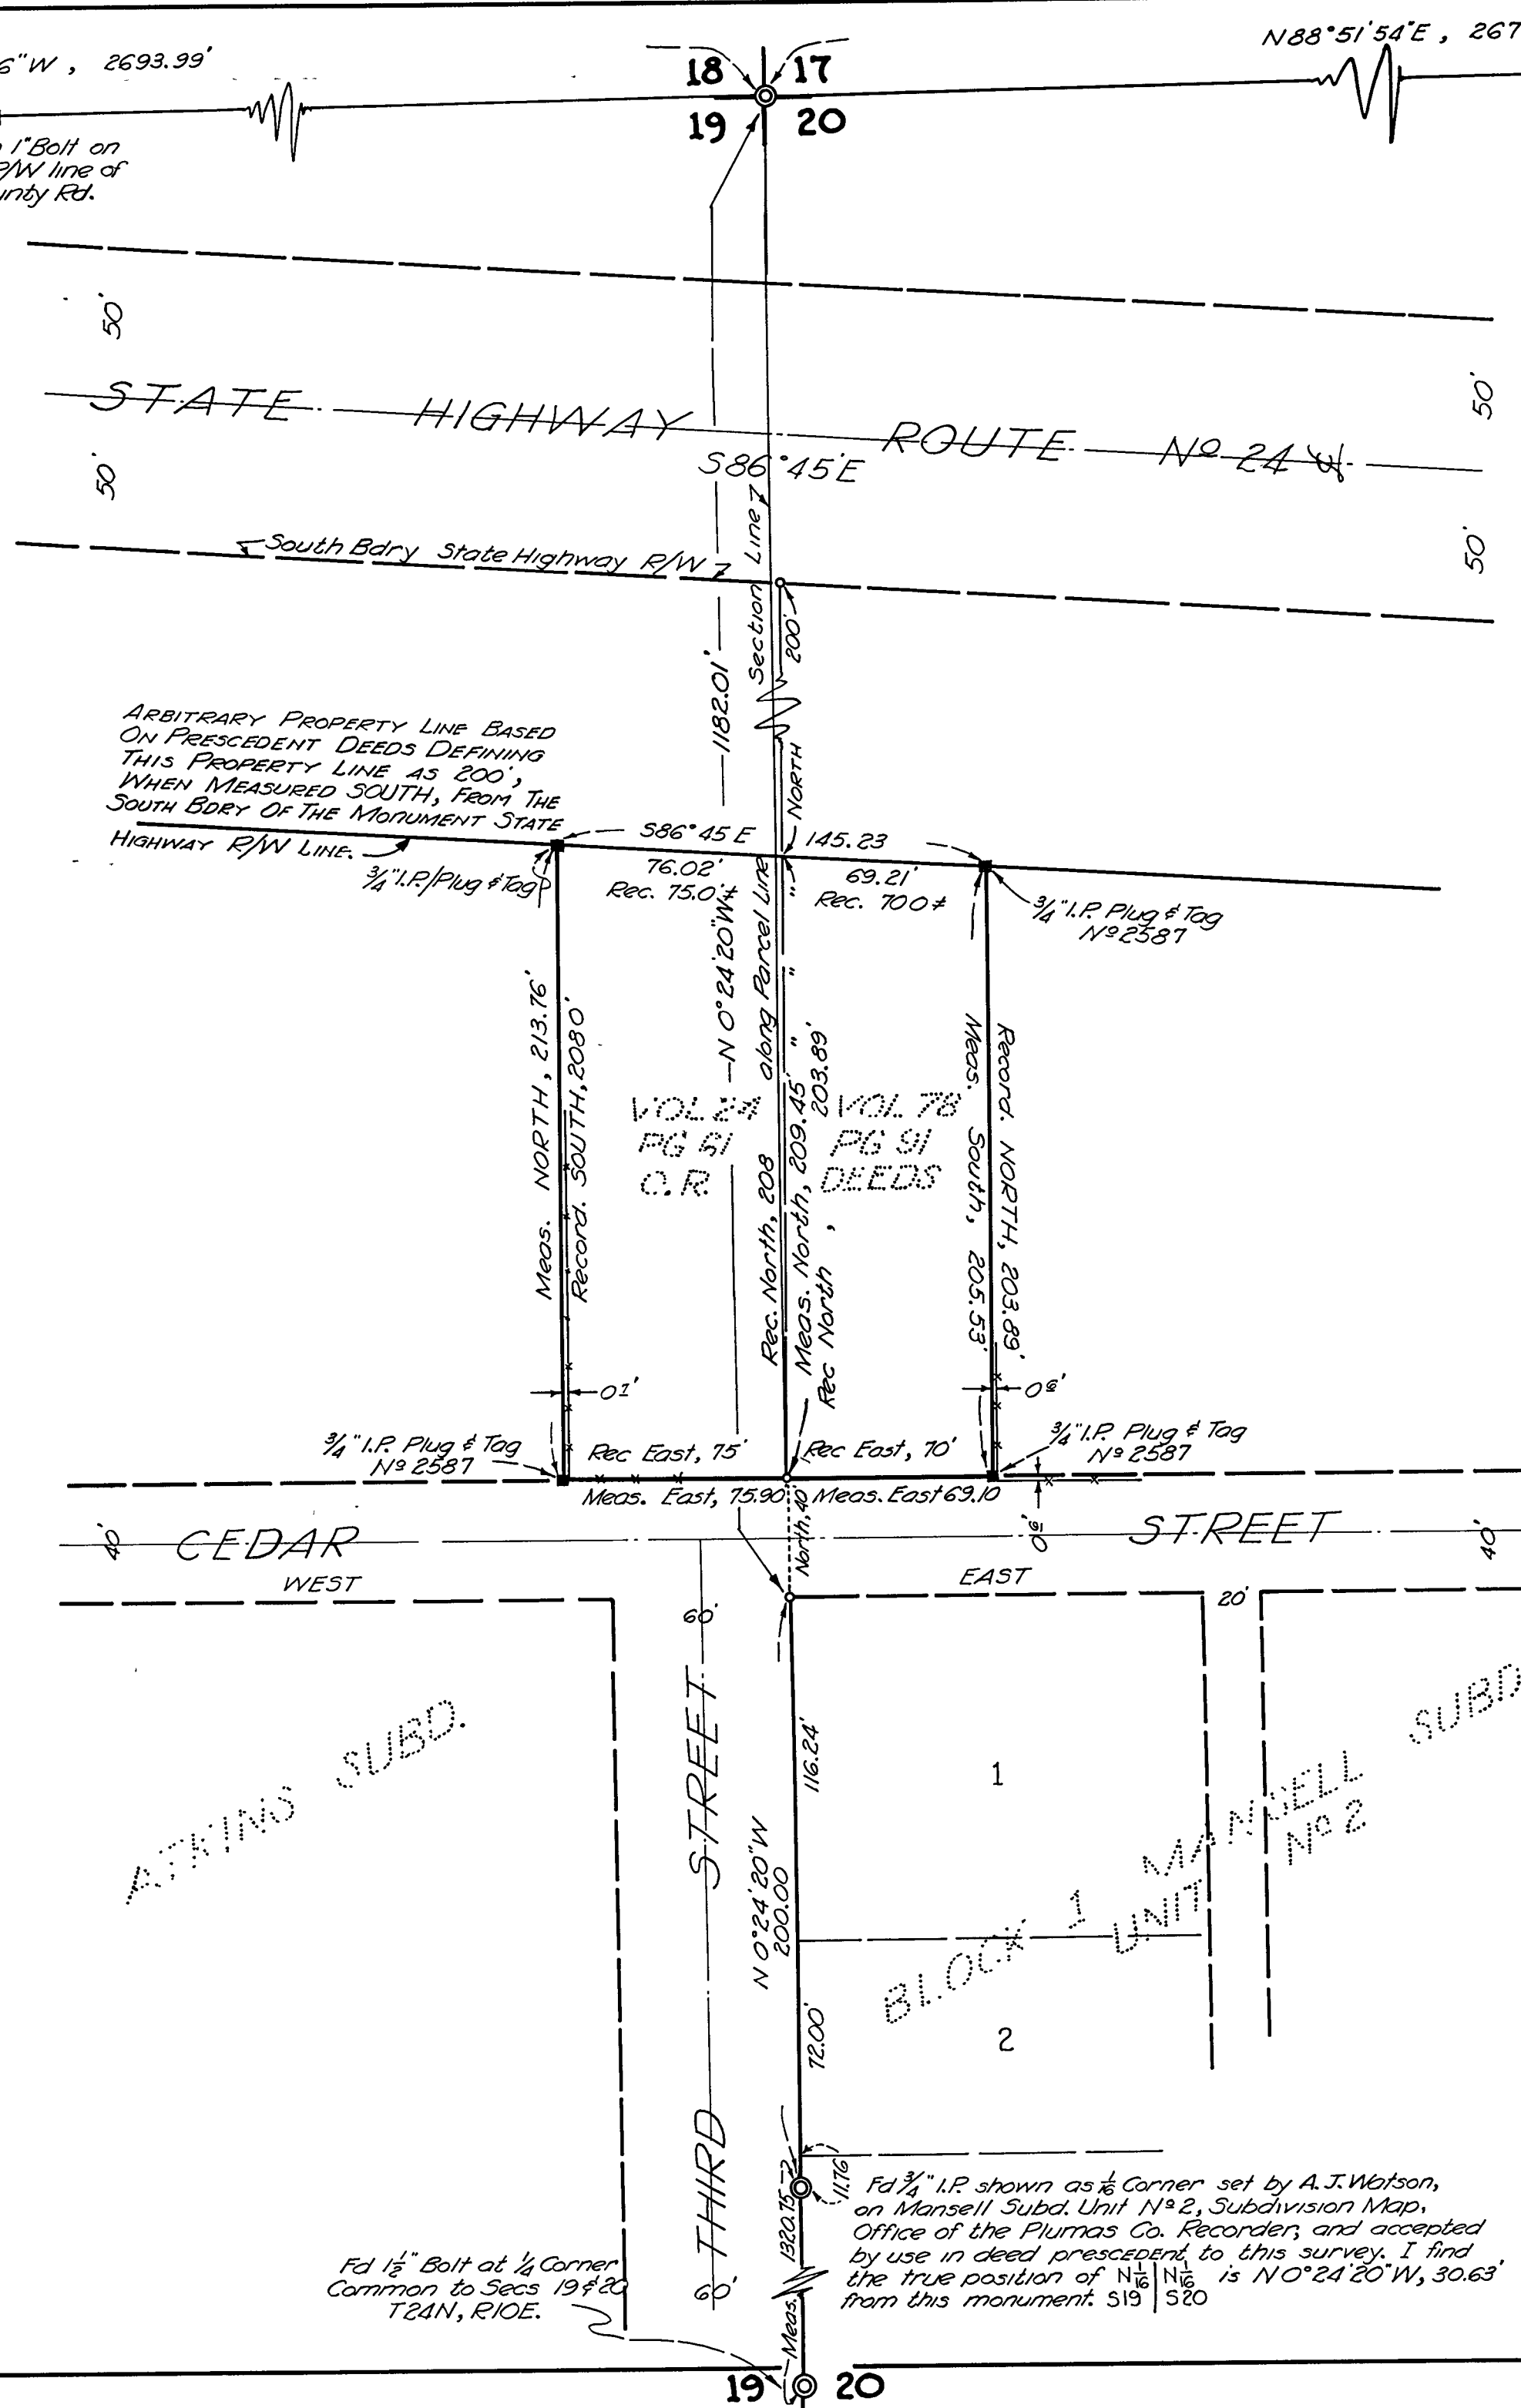 6"W, 2693.99'
N88°51'54"E, 267
18 17
19 20
1" Bolt on
R/W line of
unty Rd.
50'
50'
50'
50'
STATE HIGHWAY ROUTE Nº 24
S86°45'E
South Bdry State Highway R/W
Section Line
200'
1182.01'
NORTH
ARBITRARY PROPERTY LINE BASED
ON PRESCEDENT DEEDS DEFINING
THIS PROPERTY LINE AS 200',
WHEN MEASURED SOUTH, FROM THE
SOUTH BDRY OF THE MONUMENT STATE
HIGHWAY R/W LINE.
S86°45 E 145.23
76.02'
Rec. 75.0'±
69.21'
Rec. 70.0±
3/4" I.P./Plug & Tag
3/4" I.P. Plug & Tag
Nº 2587
N 0°24'20"W
along Parcel Line
" " "
Meas. NORTH, 213.76'
Record. SOUTH, 208.0'
VOL 24
PG 51
O.R.
VOL 78
PG 91
DEEDS
Rec. North, 208
Meas. North, 209.45'
Rec North, 203.89'
Meas. South, 205.53'
Record. NORTH, 203.89'
3/4" I.P. Plug & Tag
Nº 2587
3/4" I.P. Plug & Tag
Nº 2587
Rec East, 75'
Rec East, 70'
Meas. East, 75.90'
Meas. East 69.10
North, 40'
40'
CEDAR STREET
40'
WEST
EAST
60'
20'
ATKINS SUBD.
THIRD STREET
116.24'
N 0°24'20"W
200.00
1
BLOCK 1
MANSELL SUBD
UNIT Nº 2
72.00'
2
11.76
Meas. 1320.75
60'
Fd 3/4" I.P. shown as 1/16 Corner set by A.J. Watson,
on Mansell Subd. Unit Nº 2, Subdivision Map,
Office of the Plumas Co. Recorder, and accepted
by use in deed prescedent to this survey. I find
the true position of N 1/16 | N 1/16 is N 0°24'20"W, 30.63'
from this monument. S19 | S20
Fd 1½" Bolt at ¼ Corner
Common to Secs 19 & 20
T24N, R10E.
19 20